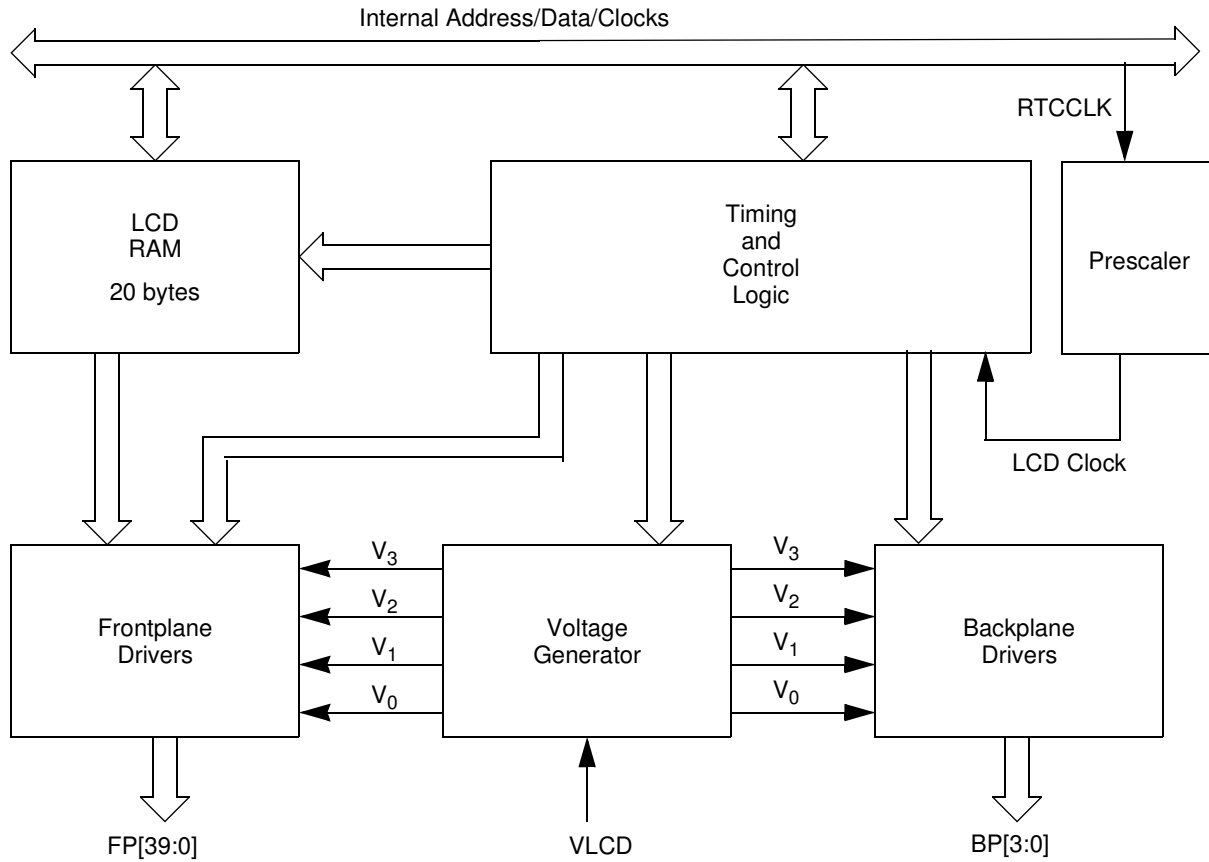 Internal Address/Data/Clocks
RTCCLK
LCD
RAM
20 bytes
Timing
and
Control
Logic
Prescaler
LCD Clock
V3
V2
V1
V0
V3
V2
V1
V0
Frontplane
Drivers
Voltage
Generator
Backplane
Drivers
FP[39:0]
VLCD
BP[3:0]